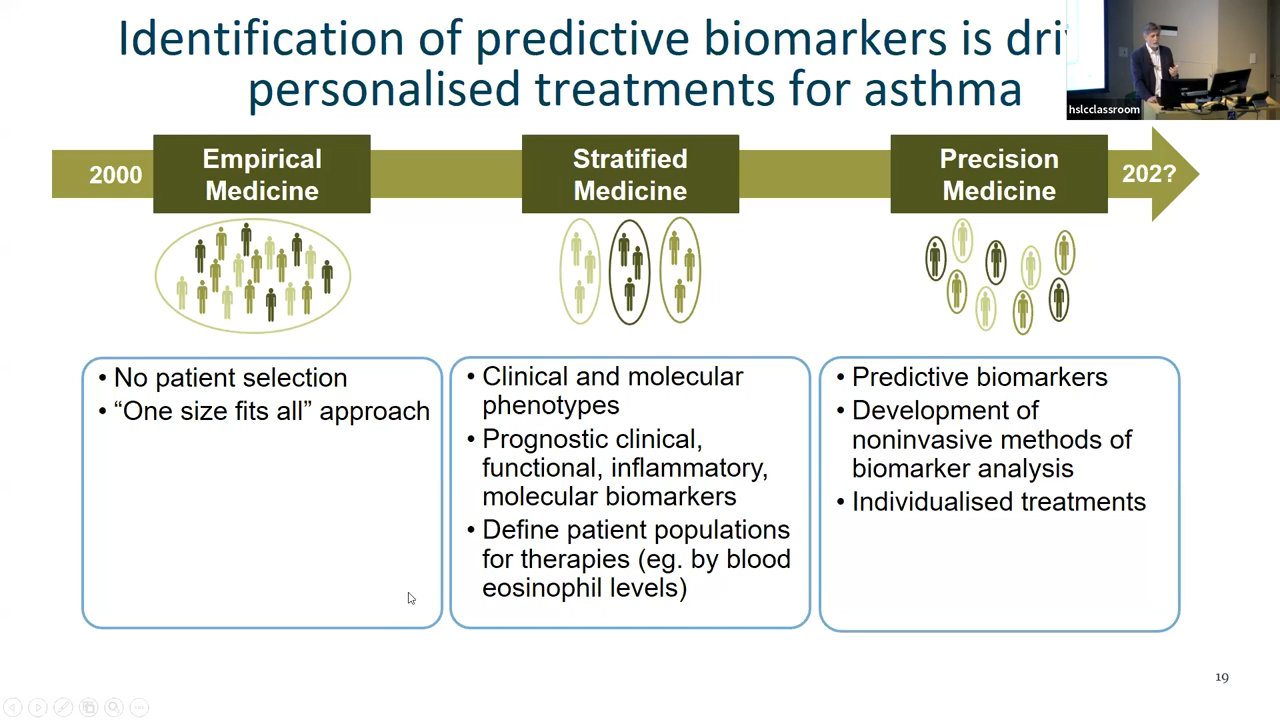 Identification of predictive biomarkers is dri
personalised treatments for asthma
hslcclassroom
2000
Empirical
Medicine
Stratified
Medicine
Precision
Medicine
202?
• No patient selection
• “One size fits all” approach
• Clinical and molecular
phenotypes
• Prognostic clinical,
functional, inflammatory,
molecular biomarkers
• Define patient populations
for therapies (eg. by blood
eosinophil levels)
• Predictive biomarkers
• Development of
noninvasive methods of
biomarker analysis
• Individualised treatments
19